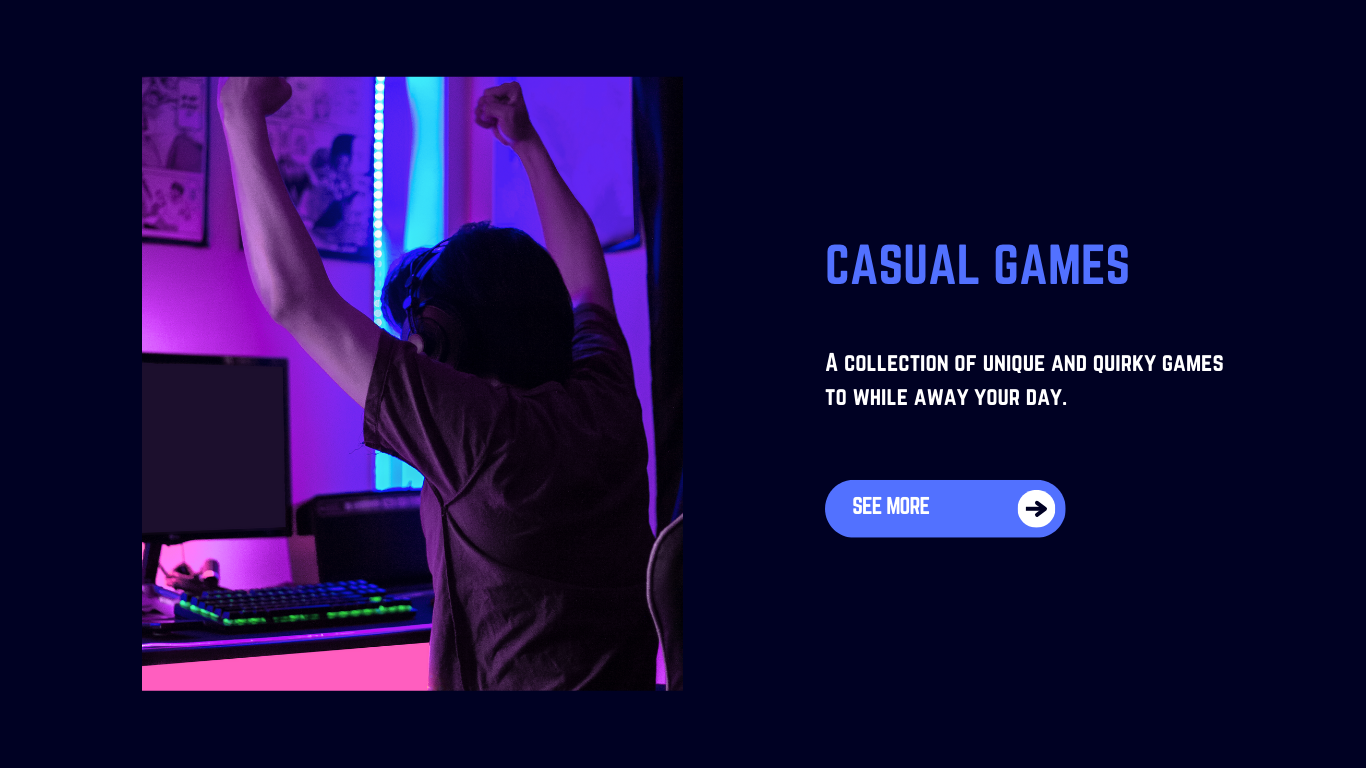 CASUAL GAMES
A COLLECTION OF UNIQUE AND QUIRKY GAMES
TO WHILE AWAY YOUR DAY.
SEE MORE